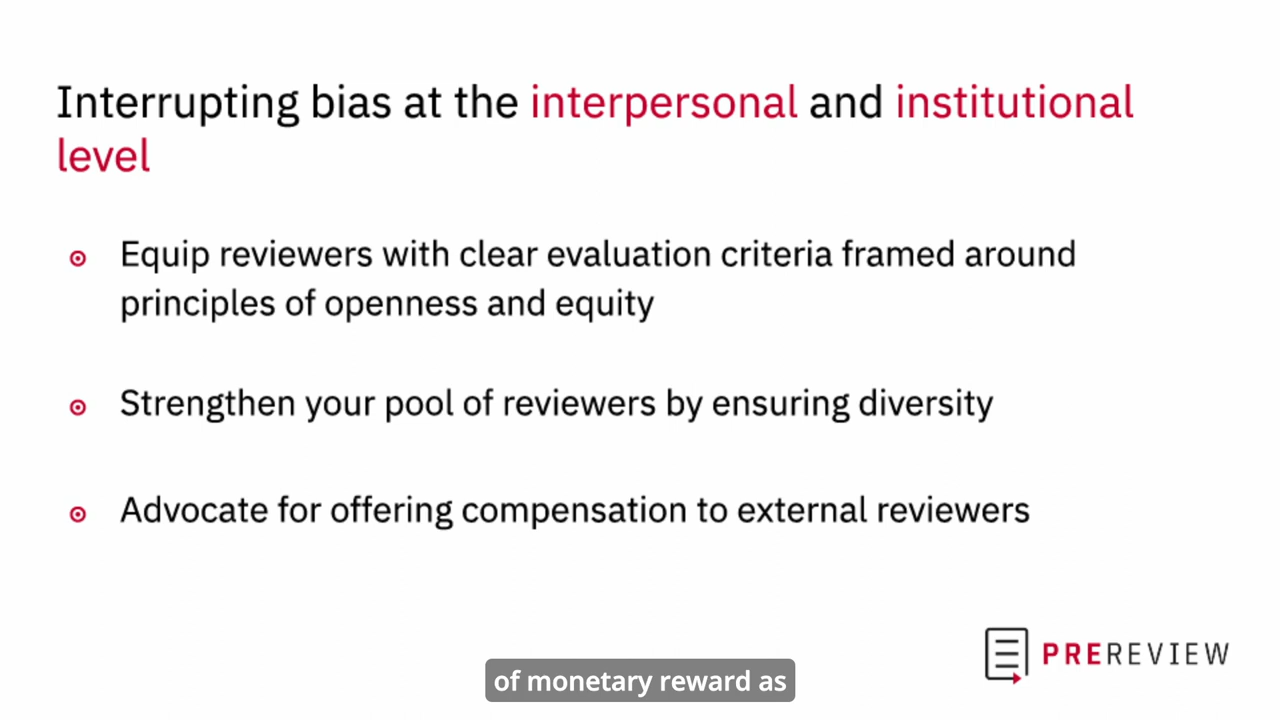 Interrupting bias at the interpersonal and institutional
level
Equip reviewers with clear evaluation criteria framed around
principles of openness and equity
Strengthen your pool of reviewers by ensuring diversity
Advocate for offering compensation to external reviewers
PREREVIEW
of monetary reward as